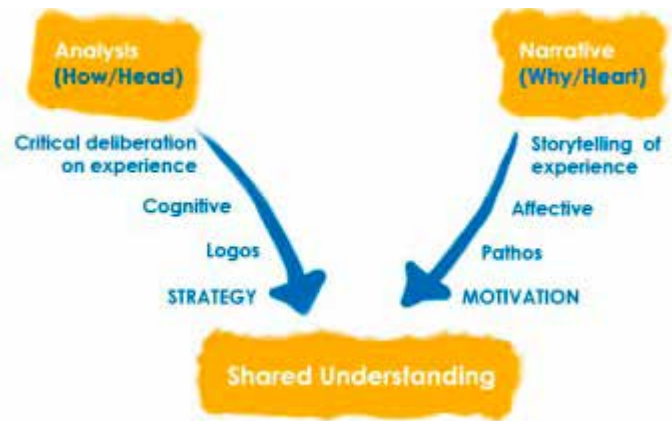 Analysis
(How/Head)
Critical deliberation
on experience
Cognitive
Logos
STRATEGY
Narrative
(Why/Heart)
Storytelling of
experience
Affective
Pathos
MOTIVATION
Shared Understanding